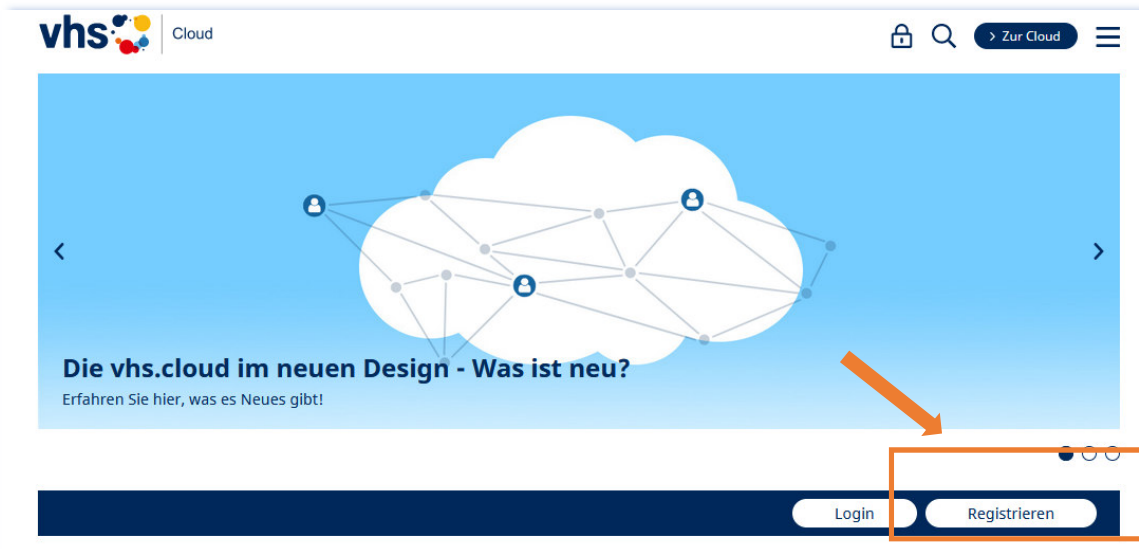 vhs Cloud
> Zur Cloud
Die vhs.cloud im neuen Design - Was ist neu?
Erfahren Sie hier, was es Neues gibt!
Login Registrieren